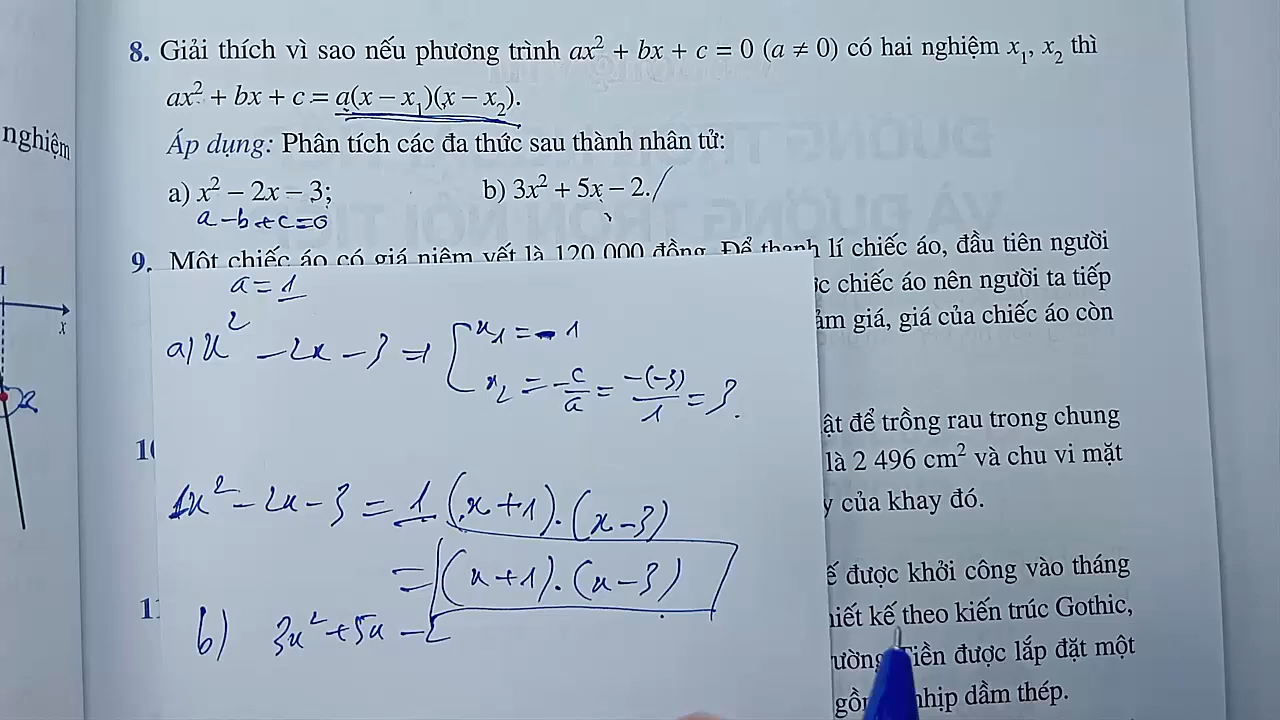 8. Giải thích vì sao nếu phương trình ax² + bx + c = 0 (a ≠ 0) có hai nghiệm x₁, x₂ thì
ax² + bx + c = a(x – x₁)(x – x₂).
nghiệm
Áp dụng: Phân tích các đa thức sau thành nhân tử:
a) x² – 2x – 3; b) 3x² + 5x – 2.
a – b + c = 0
9. Một chiếc áo có giá niêm yết là 120 000 đồng. Để thanh lí chiếc áo, đầu tiên người
a = 1
chiếc áo nên người ta tiếp
1
x
giá, giá của chiếc áo còn
a) x² – 2x – 3 ⇒ [ x₁ = –1
x₂ = –c/a = –(–3)/1 = 3.
để trồng rau trong chung
10
là 2 496 cm² và chu vi mặt
của khay đó.
1x² – 2x – 3 = 1 (x + 1) . (x – 3)
= (x + 1) . (x – 3)
được khởi công vào tháng
11
kế theo kiến trúc Gothic,
b) 3x² + 5x – 2
được lắp đặt một
nhịp dầm thép.